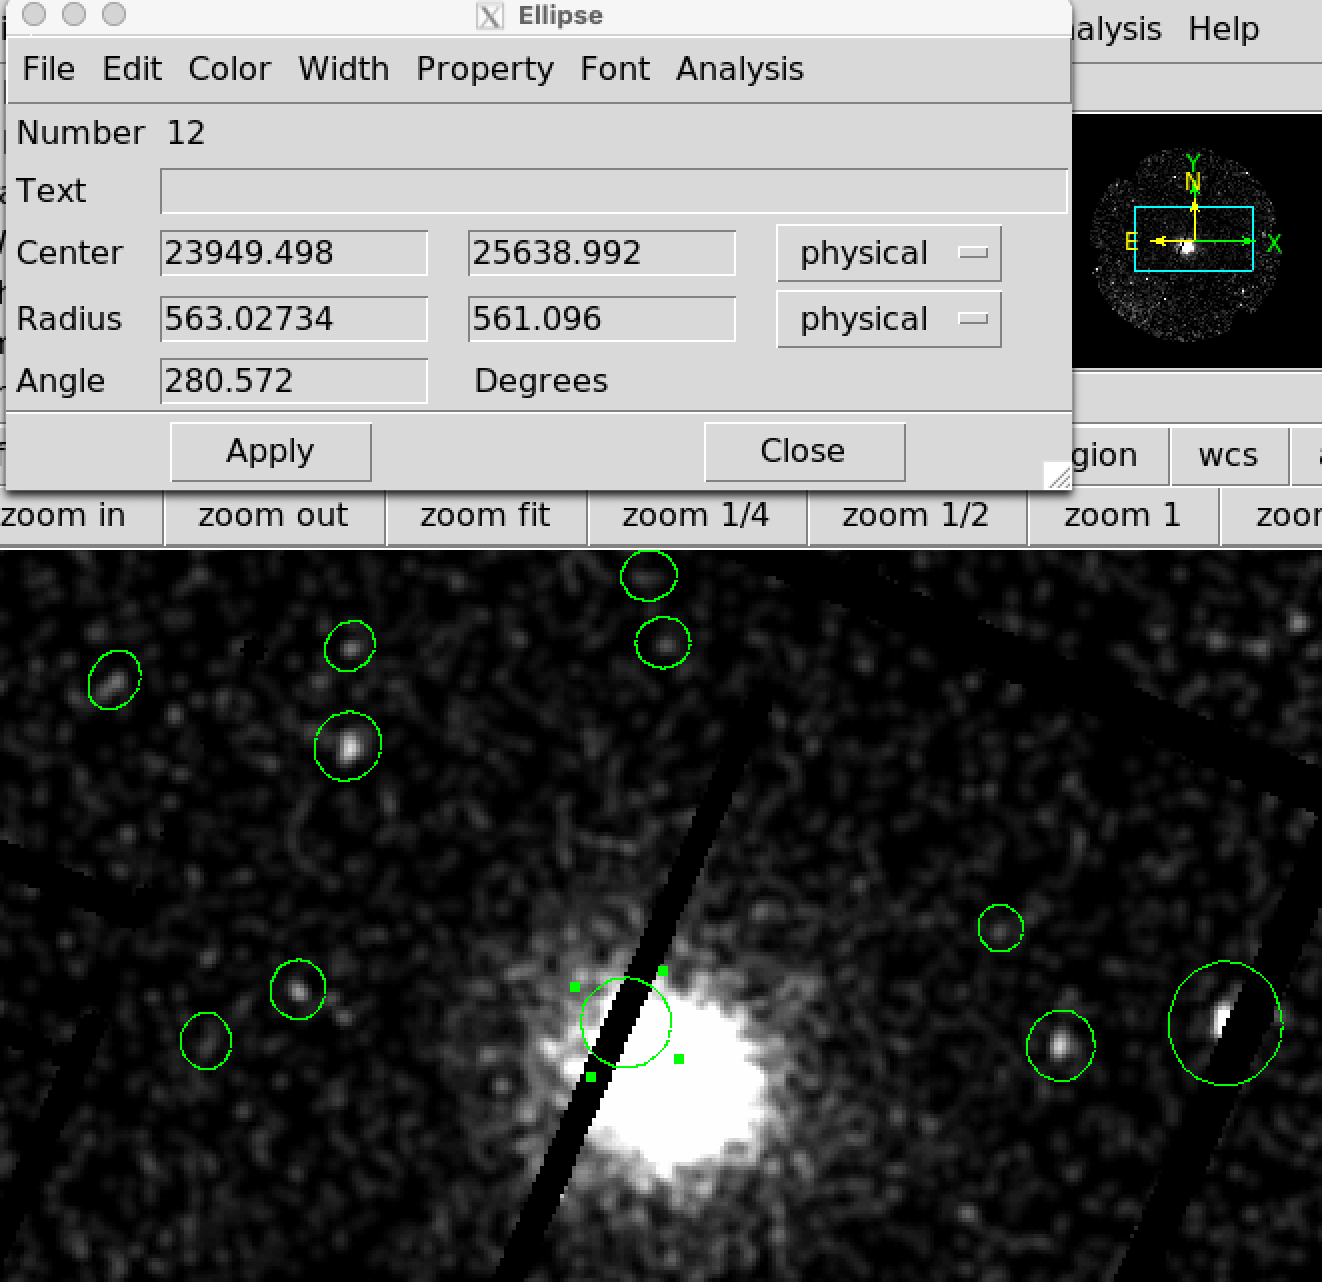 Ellipse
alysis Help
File Edit Color Width Property Font Analysis
Number 12
Text
Center 23949.498 25638.992 physical
Radius 563.02734 561.096 physical
Angle 280.572 Degrees
Apply Close
Y
N
E X
gion wcs
zoom in zoom out zoom fit zoom 1/4 zoom 1/2 zoom 1 zoo